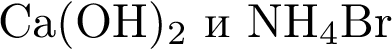 Ca(OH)₂ и NH₄Br